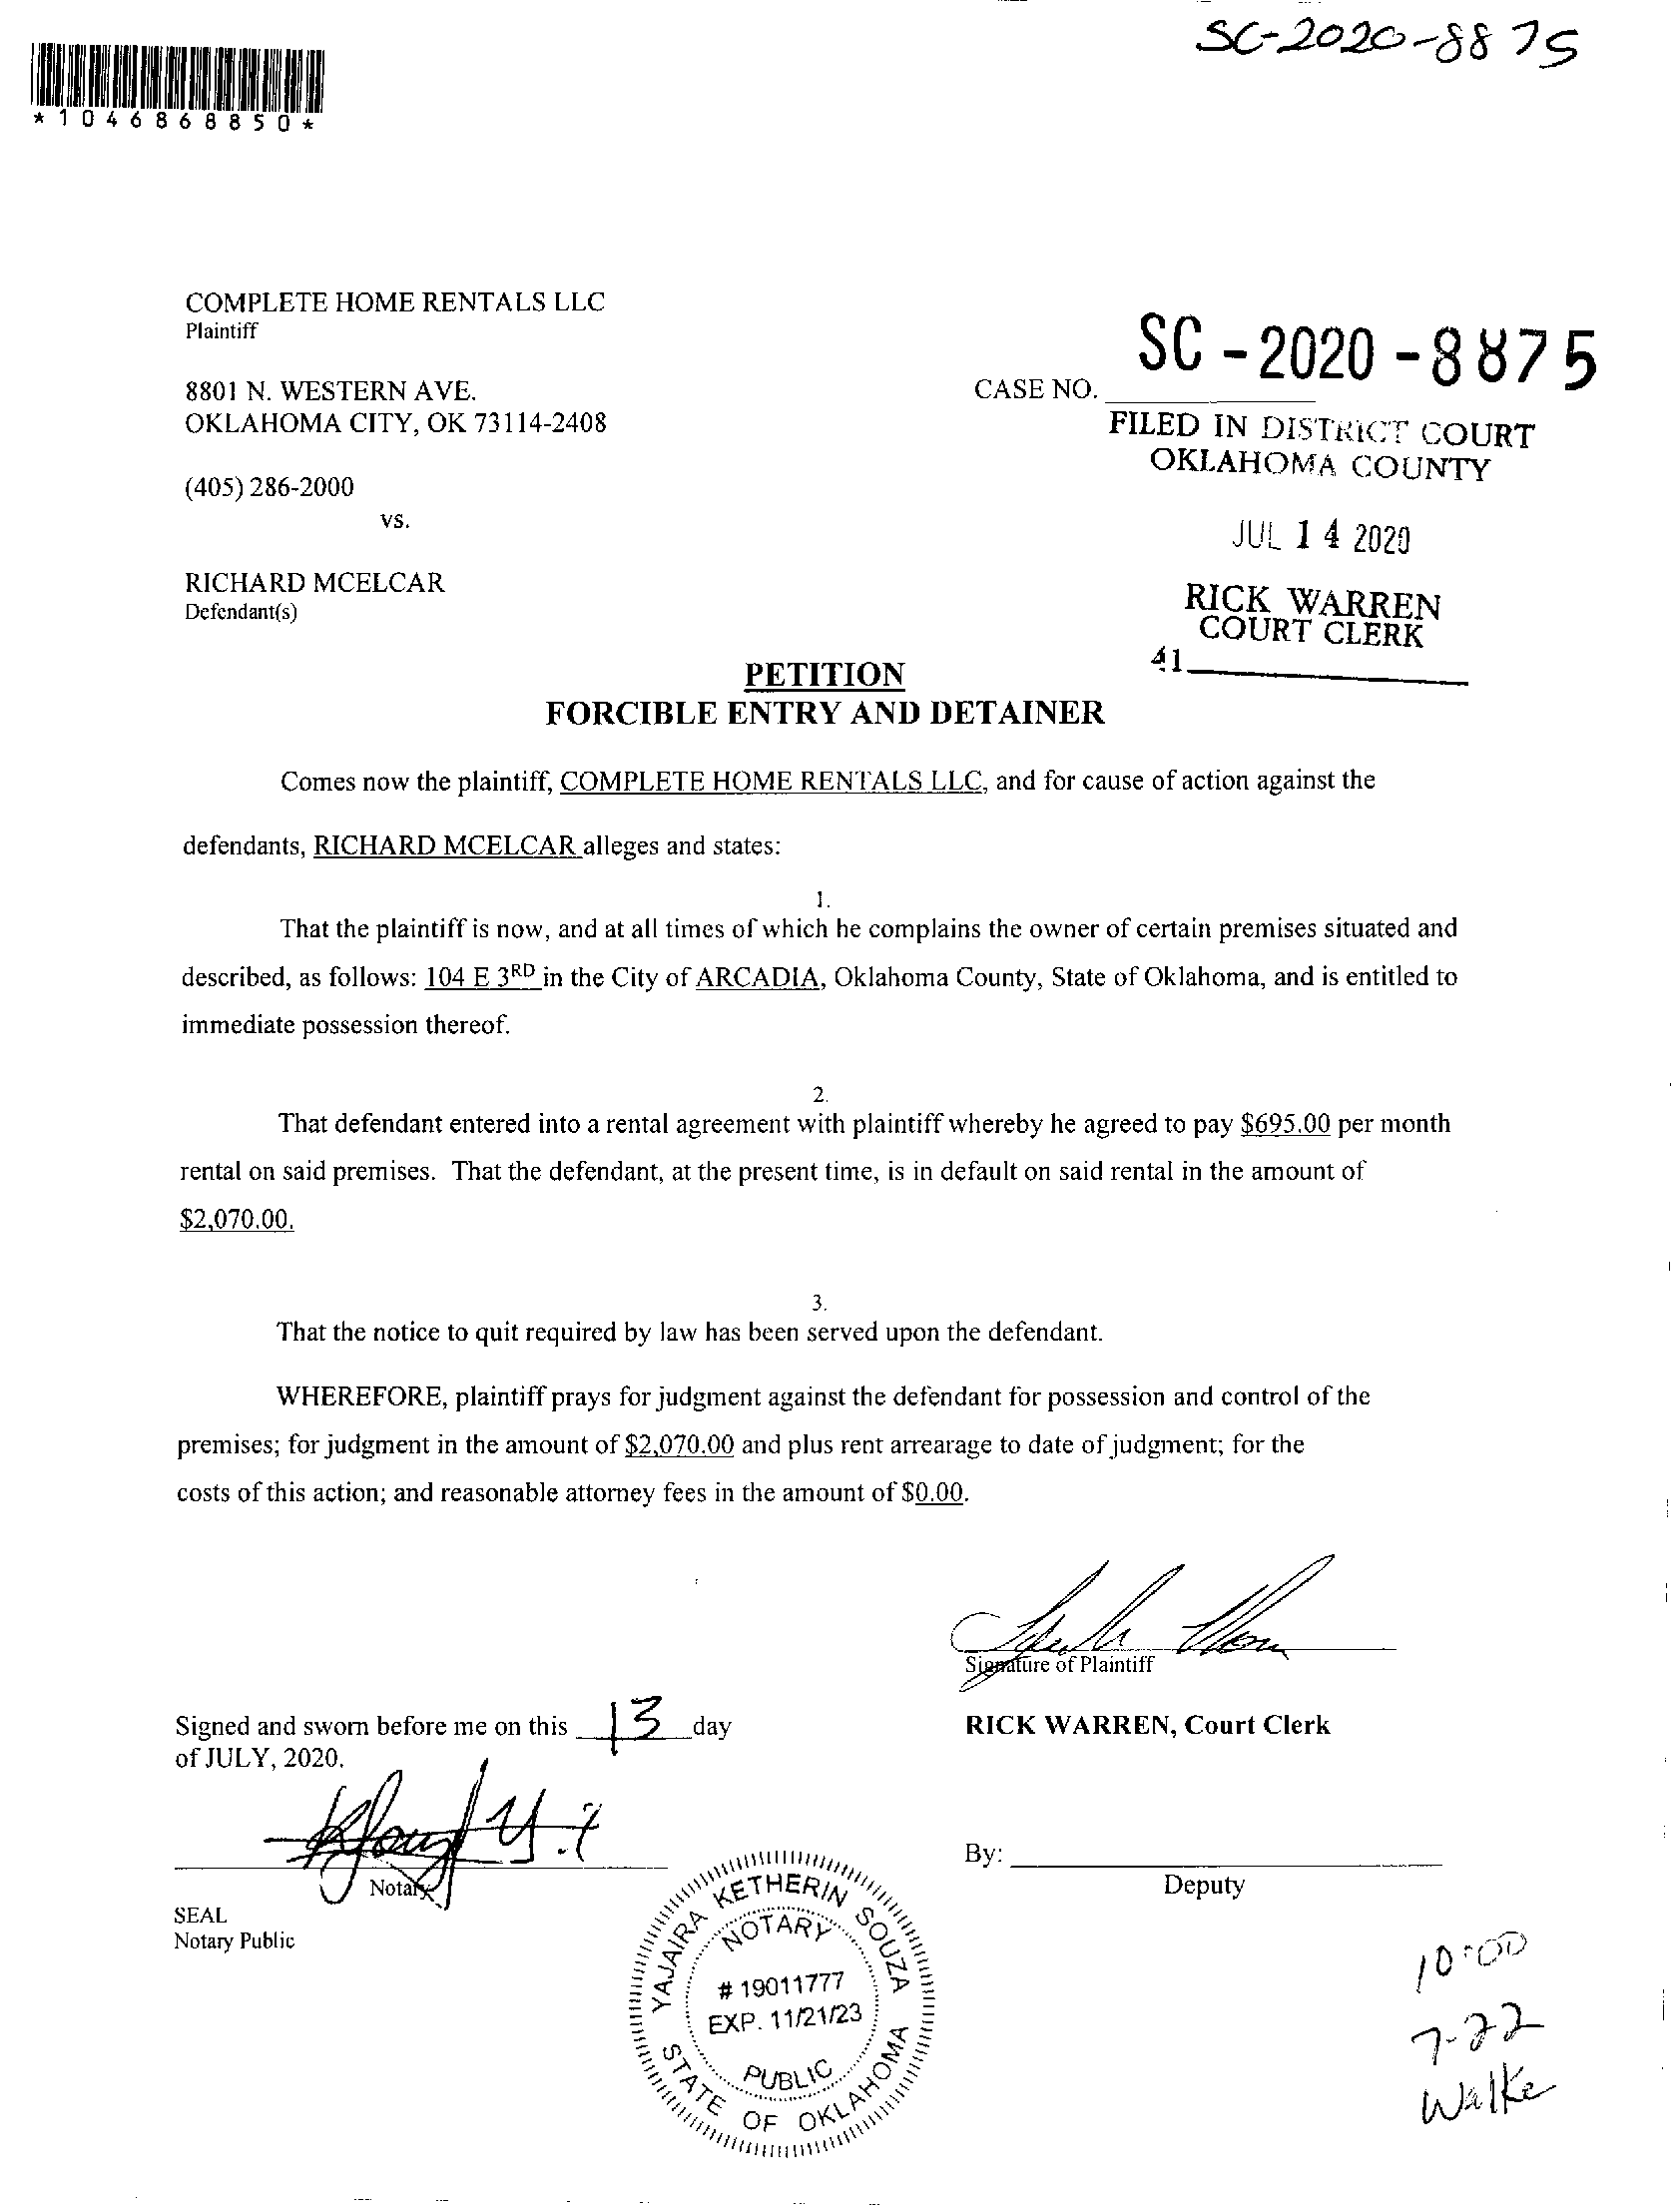 SC-2020-8875
*1046868850*
COMPLETE HOME RENTALS LLC
Plaintiff
8801 N. WESTERN AVE.
OKLAHOMA CITY, OK 73114-2408
(405) 286-2000
vs.
RICHARD MCELCAR
Defendant(s)
SC - 2020 - 8875
CASE NO.
FILED IN DISTRICT COURT
OKLAHOMA COUNTY
JUL 14 2020
RICK WARREN
COURT CLERK
41
PETITION
FORCIBLE ENTRY AND DETAINER
Comes now the plaintiff, COMPLETE HOME RENTALS LLC, and for cause of action against the
defendants, RICHARD MCELCAR alleges and states:
1.
That the plaintiff is now, and at all times of which he complains the owner of certain premises situated and
described, as follows: 104 E 3RD in the City of ARCADIA, Oklahoma County, State of Oklahoma, and is entitled to
immediate possession thereof.
2.
That defendant entered into a rental agreement with plaintiff whereby he agreed to pay $695.00 per month
rental on said premises. That the defendant, at the present time, is in default on said rental in the amount of
$2,070.00.
3.
That the notice to quit required by law has been served upon the defendant.
WHEREFORE, plaintiff prays for judgment against the defendant for possession and control of the
premises; for judgment in the amount of $2,070.00 and plus rent arrearage to date of judgment; for the
costs of this action; and reasonable attorney fees in the amount of $0.00.
Signature of Plaintiff
Signed and sworn before me on this 13 day
of JULY, 2020.
RICK WARREN, Court Clerk
Notary
SEAL
Notary Public
By:
Deputy
YAJAIRA KETHERIN SOUZA
NOTARY
# 19011777
EXP. 11/21/23
PUBLIC
STATE OF OKLAHOMA
10:00
7-22
Walke